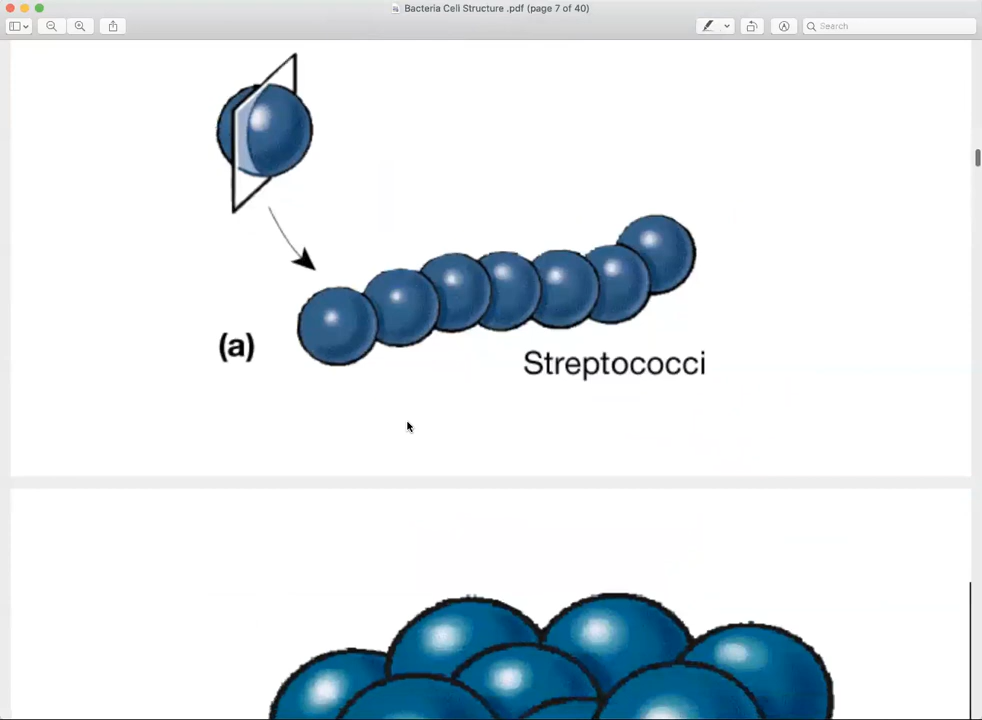 Bacteria Cell Structure .pdf (page 7 of 40)
Search
(a)
Streptococci